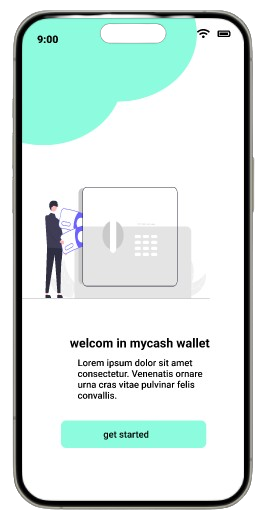 9:00
welcom in mycash wallet
Lorem ipsum dolor sit amet
consectetur. Venenatis ornare
urna cras vitae pulvinar felis
convallis.
get started